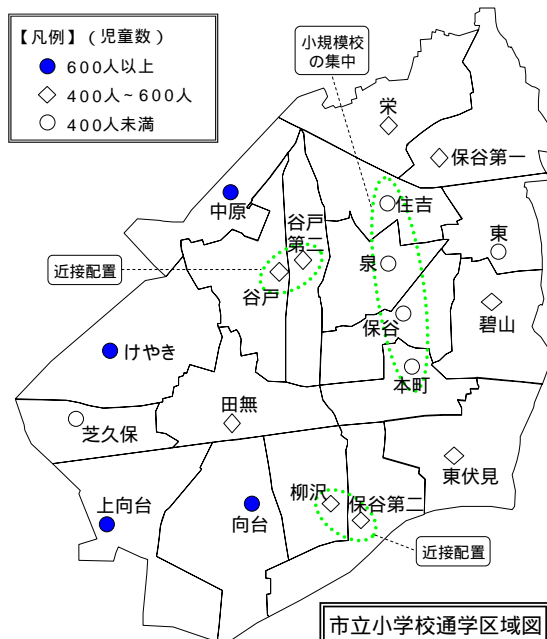 【凡例】(児童数)
600人以上
400人~600人
400人未満
小規模校
の集中
栄
保谷第一
中原
住吉
谷戸
第二
東
泉
近接配置
谷戸
碧山
保谷
けやき
本町
田無
芝久保
東伏見
柳沢
保谷第二
上向台
向台
近接配置
市立小学校通学区域図